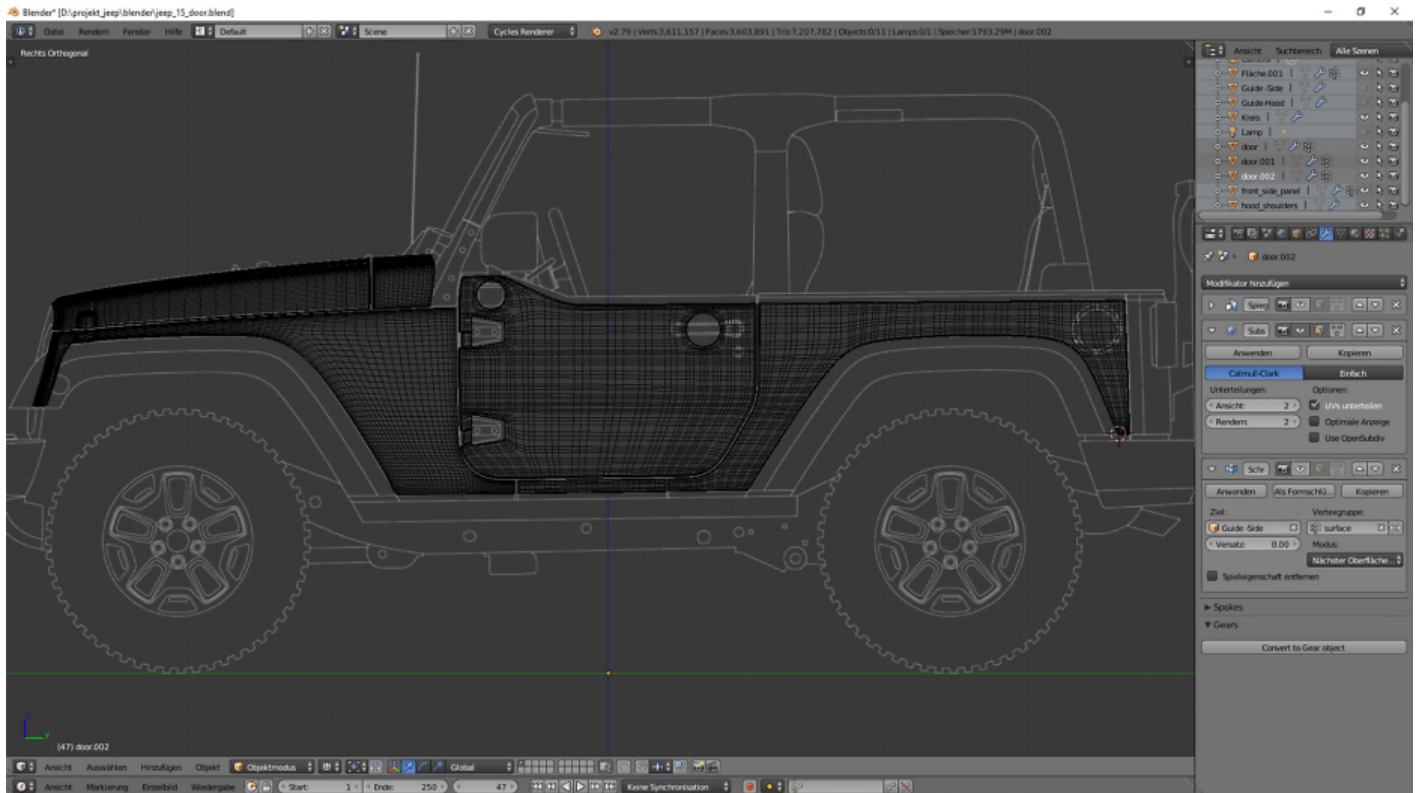 Blender* [D:\projekt_jeep\blender\jeep_15_door.blend]
Datei Rendern Fenster Hilfe Default Scene Cycles Renderer v2.79 | Verts:3,611,157 | Faces:3,603,891 | Tris:7,207,782 | Objects:0/11 | Lamps:0/1 | Speicher:1793.29M | door.002
Rechts Orthogonal
Ansicht Suchbereich Alle Szenen
Fläche.001
Guide -Side
Guide-Hood
Kreis
Lamp
door
door.001
door.002
front_side_panel
hood_shoulders
door.002
Modifikator hinzufügen
Spieg
Subs
Anwenden Kopieren
Catmull-Clark Einfach
Unterteilungen: Optionen:
Ansicht: 2 UVs unterteilen
Rendern: 2 Optimale Anzeige
Use OpenSubdiv
Schr
Anwenden Als Formschlü... Kopieren
Ziel: Vertexgruppe:
Guide -Side surface
Versatz: 0.00 Modus:
Nächster Oberfläche...
Spieleigenschaft entfernen
Spokes
Gears
Convert to Gear object
z
y
(47) door.002
Ansicht Auswählen Hinzufügen Objekt Objektmodus Global
Ansicht Markierung Einzelbild Wiedergabe Start: 1 Ende: 250 47 Keine Synchronisation